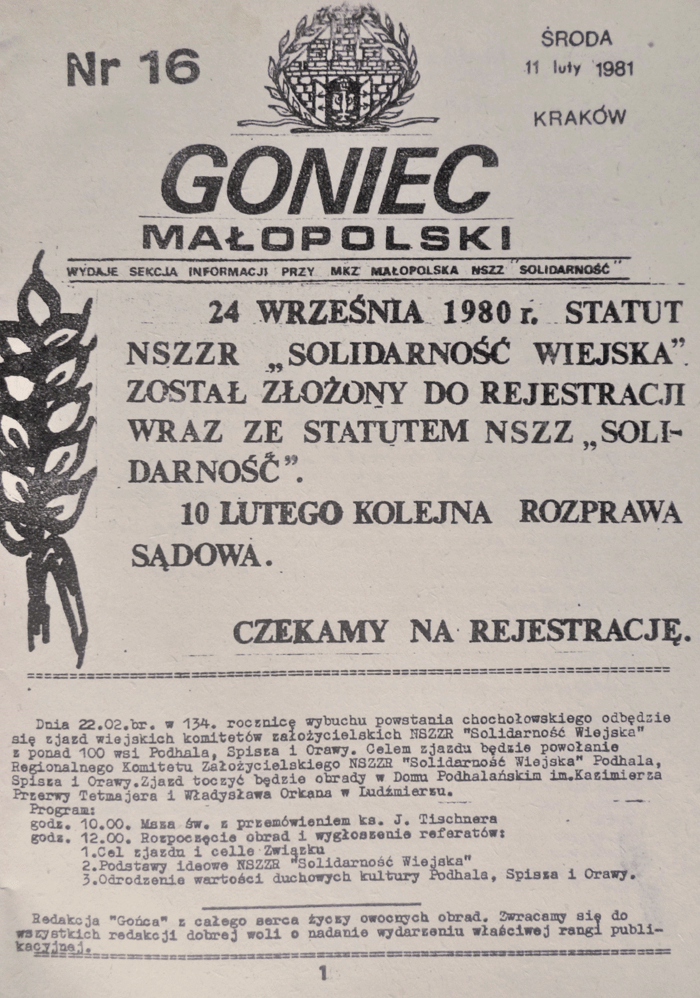 Nr 16
ŚRODA
11 luty 1981
KRAKÓW
GONIEC
MAŁOPOLSKI
WYDAJE SEKCJA INFORMACJI PRZY MKZ MAŁOPOLSKA NSZZ "SOLIDARNOŚĆ"
24 WRZEŚNIA 1980 r. STATUT
NSZZR „SOLIDARNOŚĆ WIEJSKA”
ZOSTAŁ ZŁOŻONY DO REJESTRACJI
WRAZ ZE STATUTEM NSZZ „SOLI-
DARNOŚĆ”.
10 LUTEGO KOLEJNA ROZPRAWA
SĄDOWA.
CZEKAMY NA REJESTRACJĘ.
Dnia 22.02.br. w 134. rocznicę wybuchu powstania chochołowskiego odbędzie
się zjazd wiejskich komitetów założycielskich NSZZR "Solidarność Wiejska"
z ponad 100 wsi Podhala, Spisza i Orawy. Celem zjazdu będzie powołanie
Regionalnego Komitetu Założycielskiego NSZZR "Solidarność Wiejska" Podhala,
Spisza i Orawy.Zjazd toczyć będzie obrady w Domu Podhalańskim im.Kazimierza
Przerwy Tetmajera i Władysława Orkana w Ludźmierzu.
Program:
godz. 10.00. Msza św. z przemówieniem ks. J. Tischnera
godz. 12.00. Rozpoczęcie obrad i wygłoszenie referatów:
1.Cel zjazdu i celle Związku
2.Podstawy ideowe NSZZR "Solidarność Wiejska"
3.Odrodzenie wartości duchowych kultury Podhala, Spisza i Orawy.
Redakcja "Gońca" z całego serca życzy owocnych obrad. Zwracamy się do
wszystkich redakcji dobrej woli o nadanie wydarzeniu właściwej rangi publi-
kacyjnej.
1